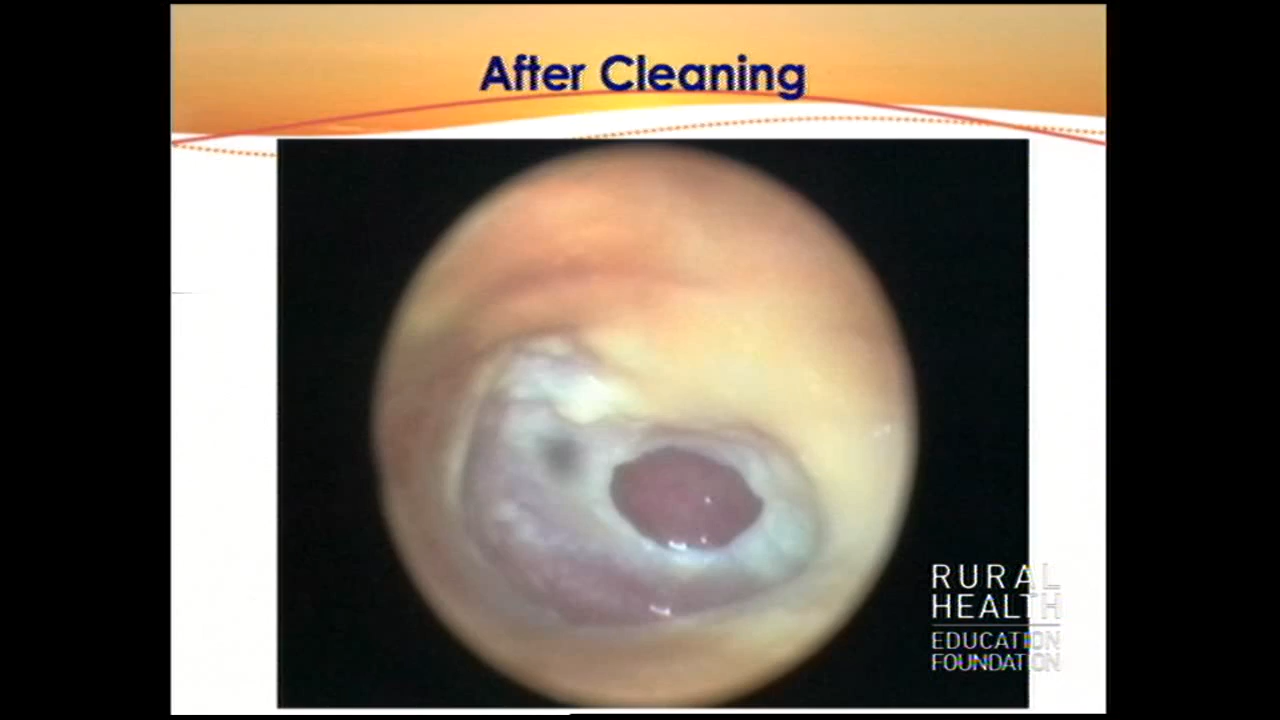 After Cleaning
RURAL
HEALTH
EDUCATION
FOUNDATION